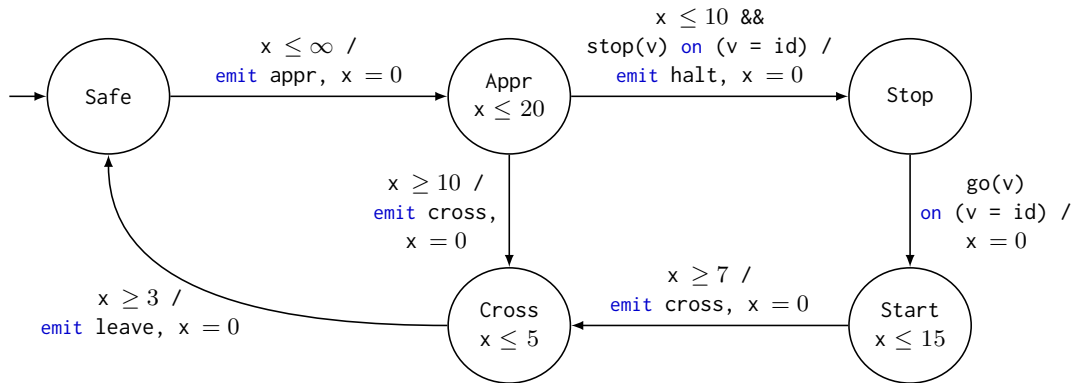 Safe
x ≤ ∞ /
emit appr, x = 0
Appr
x ≤ 20
x ≤ 10 &&
stop(v) on (v = id) /
emit halt, x = 0
Stop
x ≥ 10 /
emit cross,
x = 0
go(v)
on (v = id) /
x = 0
x ≥ 3 /
emit leave, x = 0
Cross
x ≤ 5
x ≥ 7 /
emit cross, x = 0
Start
x ≤ 15